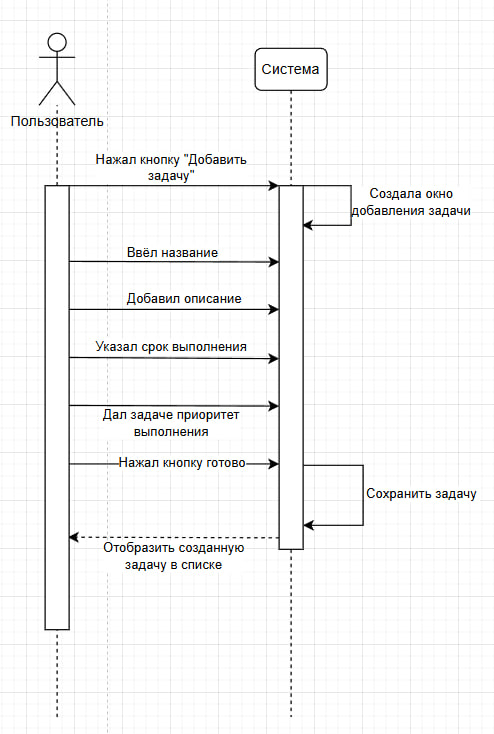 Система
Пользователь
Нажал кнопку "Добавить
задачу"
Создала окно
добавления задачи
Ввёл название
Добавил описание
Указал срок выполнения
Дал задаче приоритет
выполнения
Нажал кнопку готово
Сохранить задачу
Отобразить созданную
задачу в списке